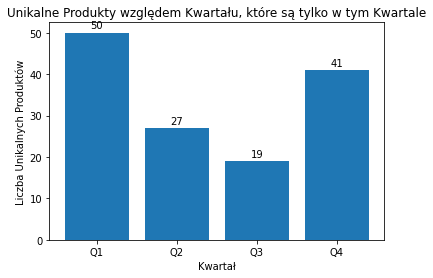 Unikalne Produkty względem Kwartału, które są tylko w tym Kwartale
50
27
19
41
Liczba Unikalnych Produktów
50
40
30
20
10
0
Q1 Q2 Q3 Q4
Kwartał